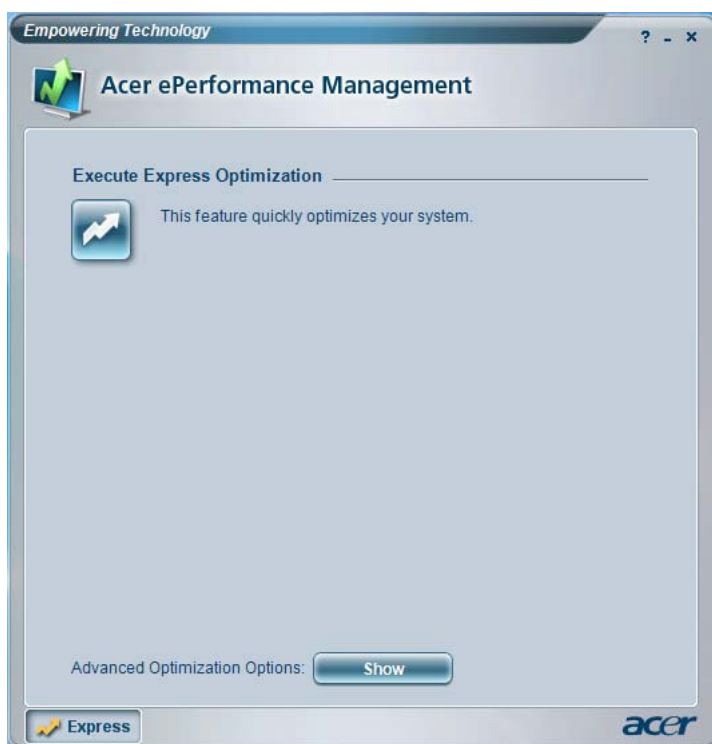 Empowering Technology
? - ×
Acer ePerformance Management
Execute Express Optimization
This feature quickly optimizes your system.
Advanced Optimization Options: Show
Express
acer